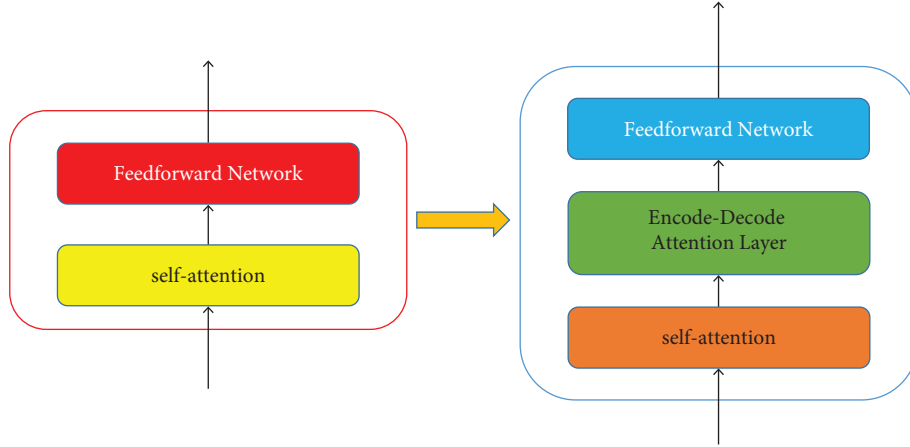 Feedforward Network
self-attention
Feedforward Network
Encode-Decode
Attention Layer
self-attention